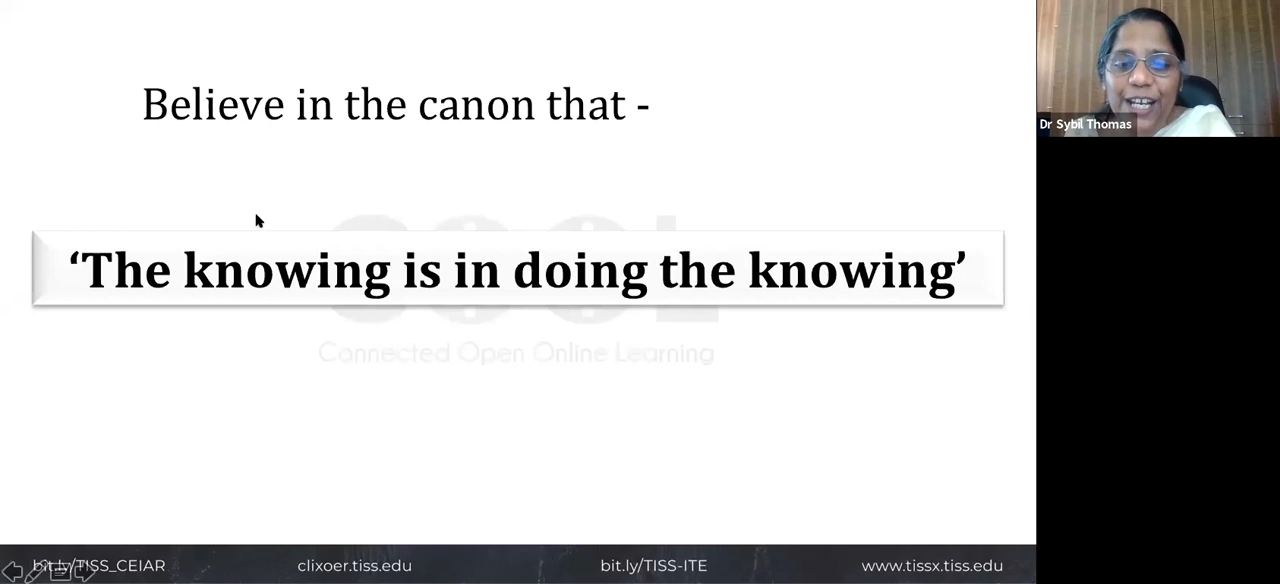 Believe in the canon that -
Dr Sybil Thomas
‘The knowing is in doing the knowing’
COOL
Connected Open Online Learning
bit.ly/TISS_CEIAR clixoer.tiss.edu bit.ly/TISS-ITE www.tissx.tiss.edu